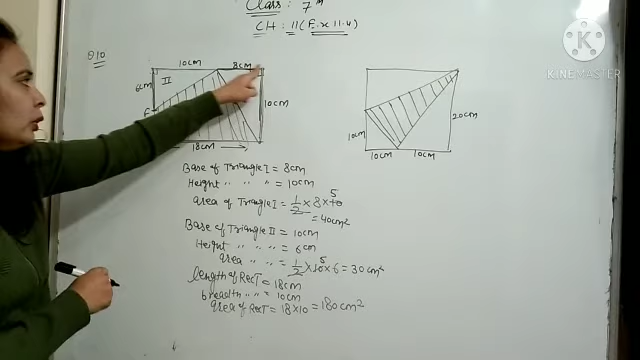 Class: 7th
CH: 11 (Ex 11.4)
KINEMASTER
Q10
10cm
8cm
6cm
II
10cm
18cm
20cm
10cm
10cm
10cm
Base of Triangle I = 8cm
Height " " " = 10cm
area of Triangle I = 1/2 × 8 × 10 5
= 40cm²
Base of Triangle II = 10cm
Height " " " = 6cm
area " " = 1/2 × 10 5 × 6 = 30cm²
length of RecT = 18cm
breadth " " = 10cm
area of RecT = 18×10 = 180cm²